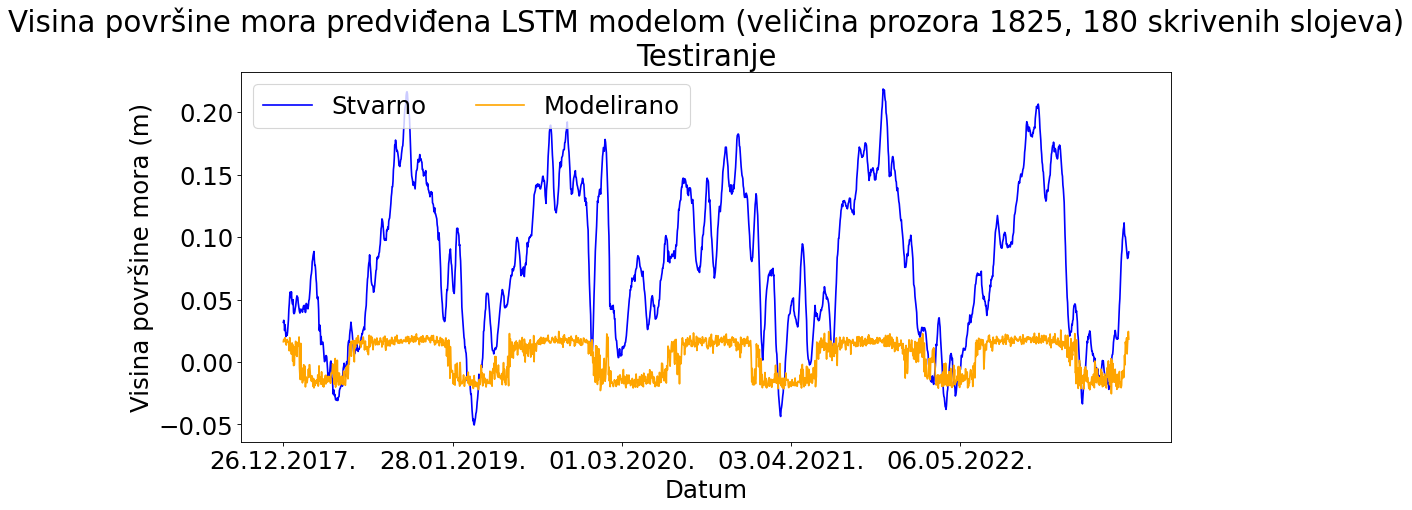 Visina površine mora predviđena LSTM modelom (veličina prozora 1825, 180 skrivenih slojeva)
Testiranje
Stvarno
Modelirano
Visina površine mora (m)
0.20
0.15
0.10
0.05
0.00
−0.05
26.12.2017.
28.01.2019.
01.03.2020.
03.04.2021.
06.05.2022.
Datum